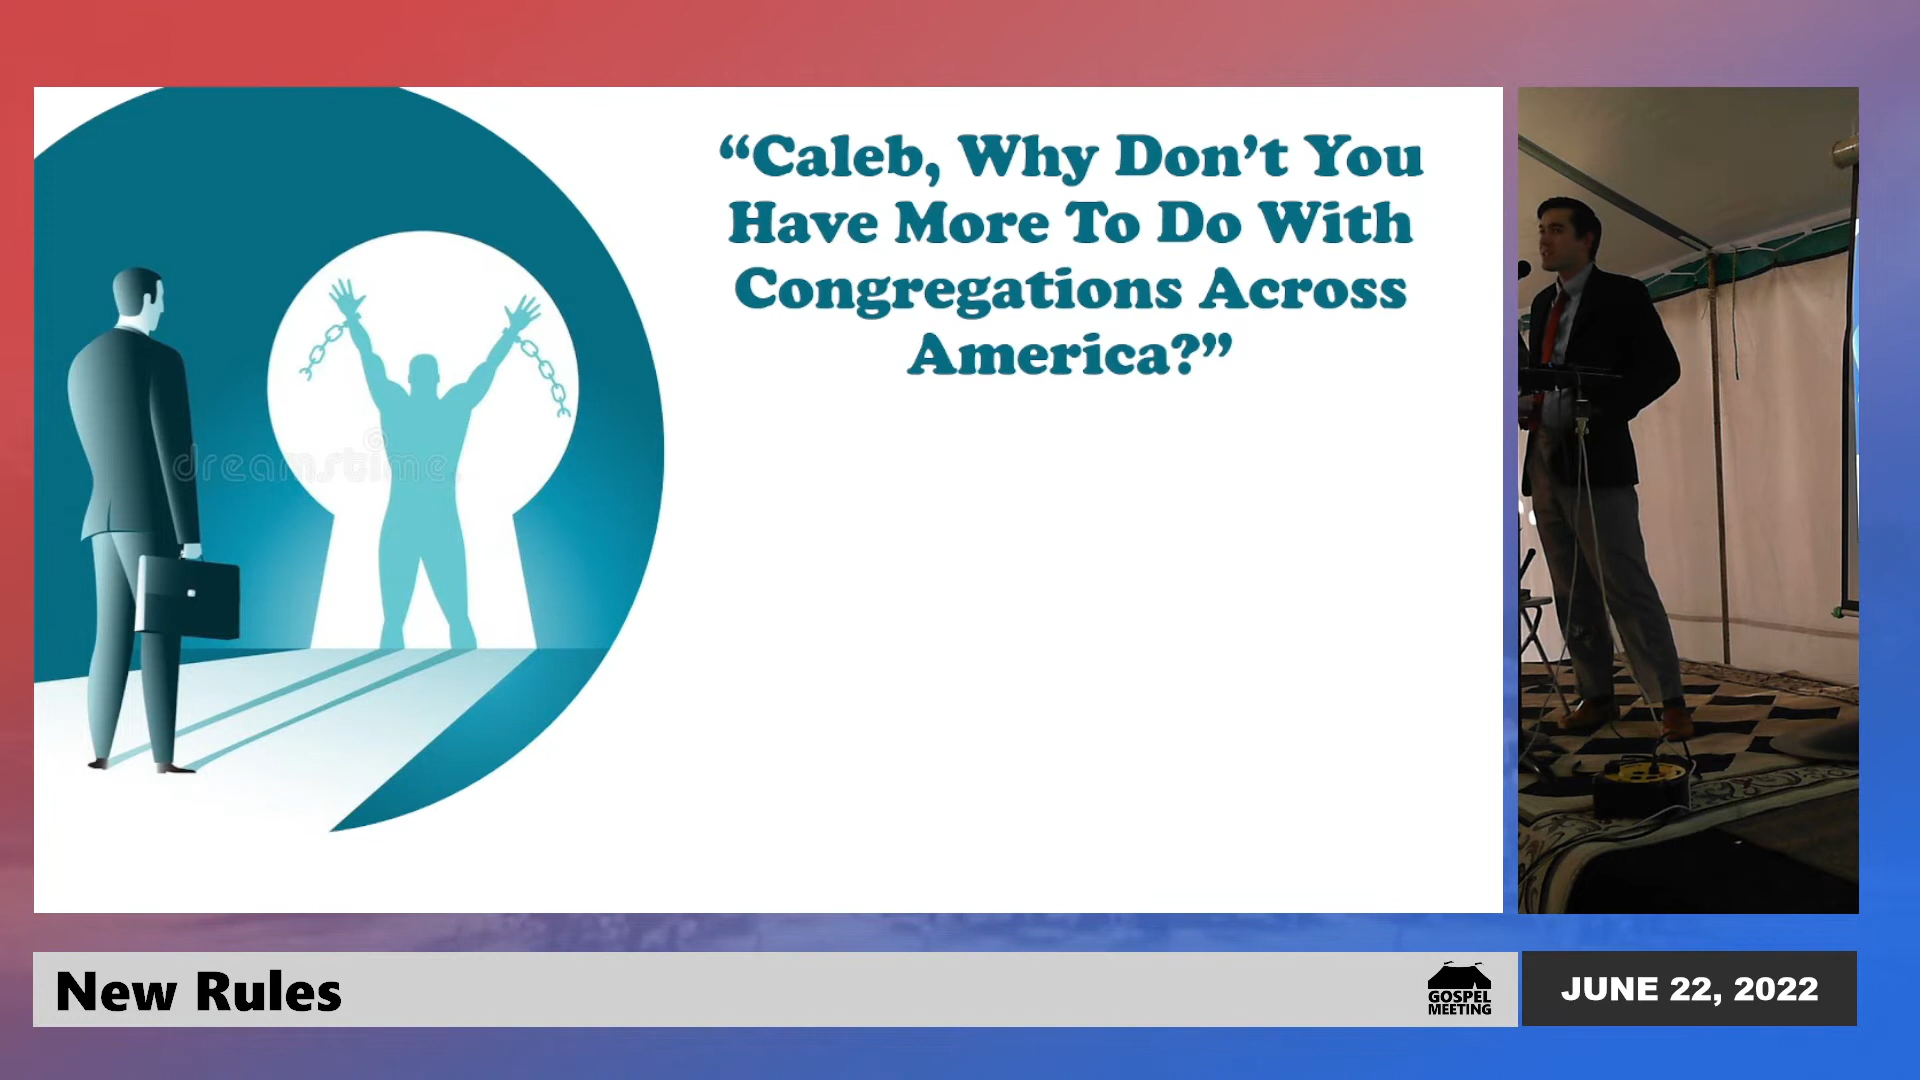 “Caleb, Why Don’t You
Have More To Do With
Congregations Across
America?”
dreamstime
New Rules
GOSPEL
MEETING
JUNE 22, 2022